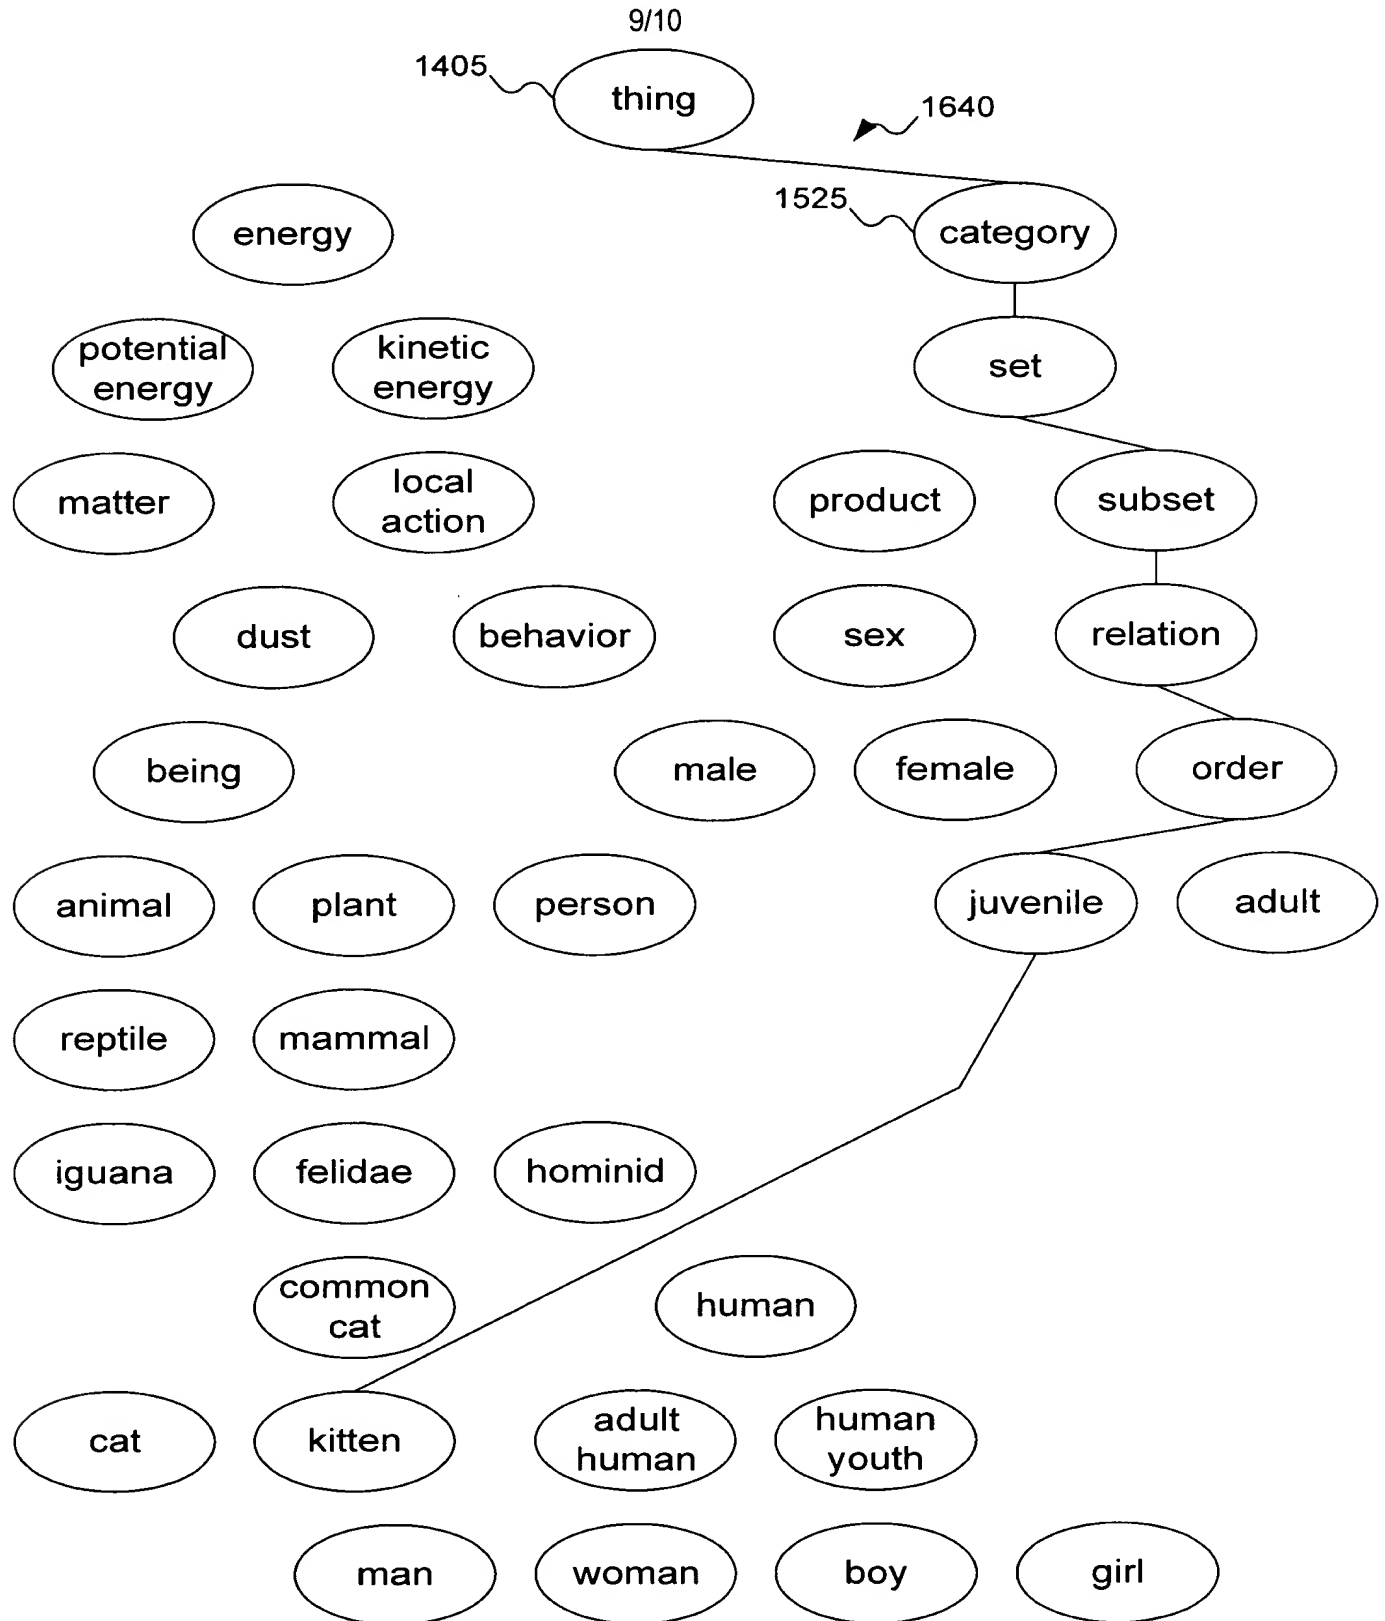 9/10
1405
thing
1640
1525
energy
category
potential
energy
kinetic
energy
set
matter
local
action
product
subset
dust
behavior
sex
relation
being
male
female
order
animal
plant
person
juvenile
adult
reptile
mammal
iguana
felidae
hominid
common
cat
human
cat
kitten
adult
human
human
youth
man
woman
boy
girl